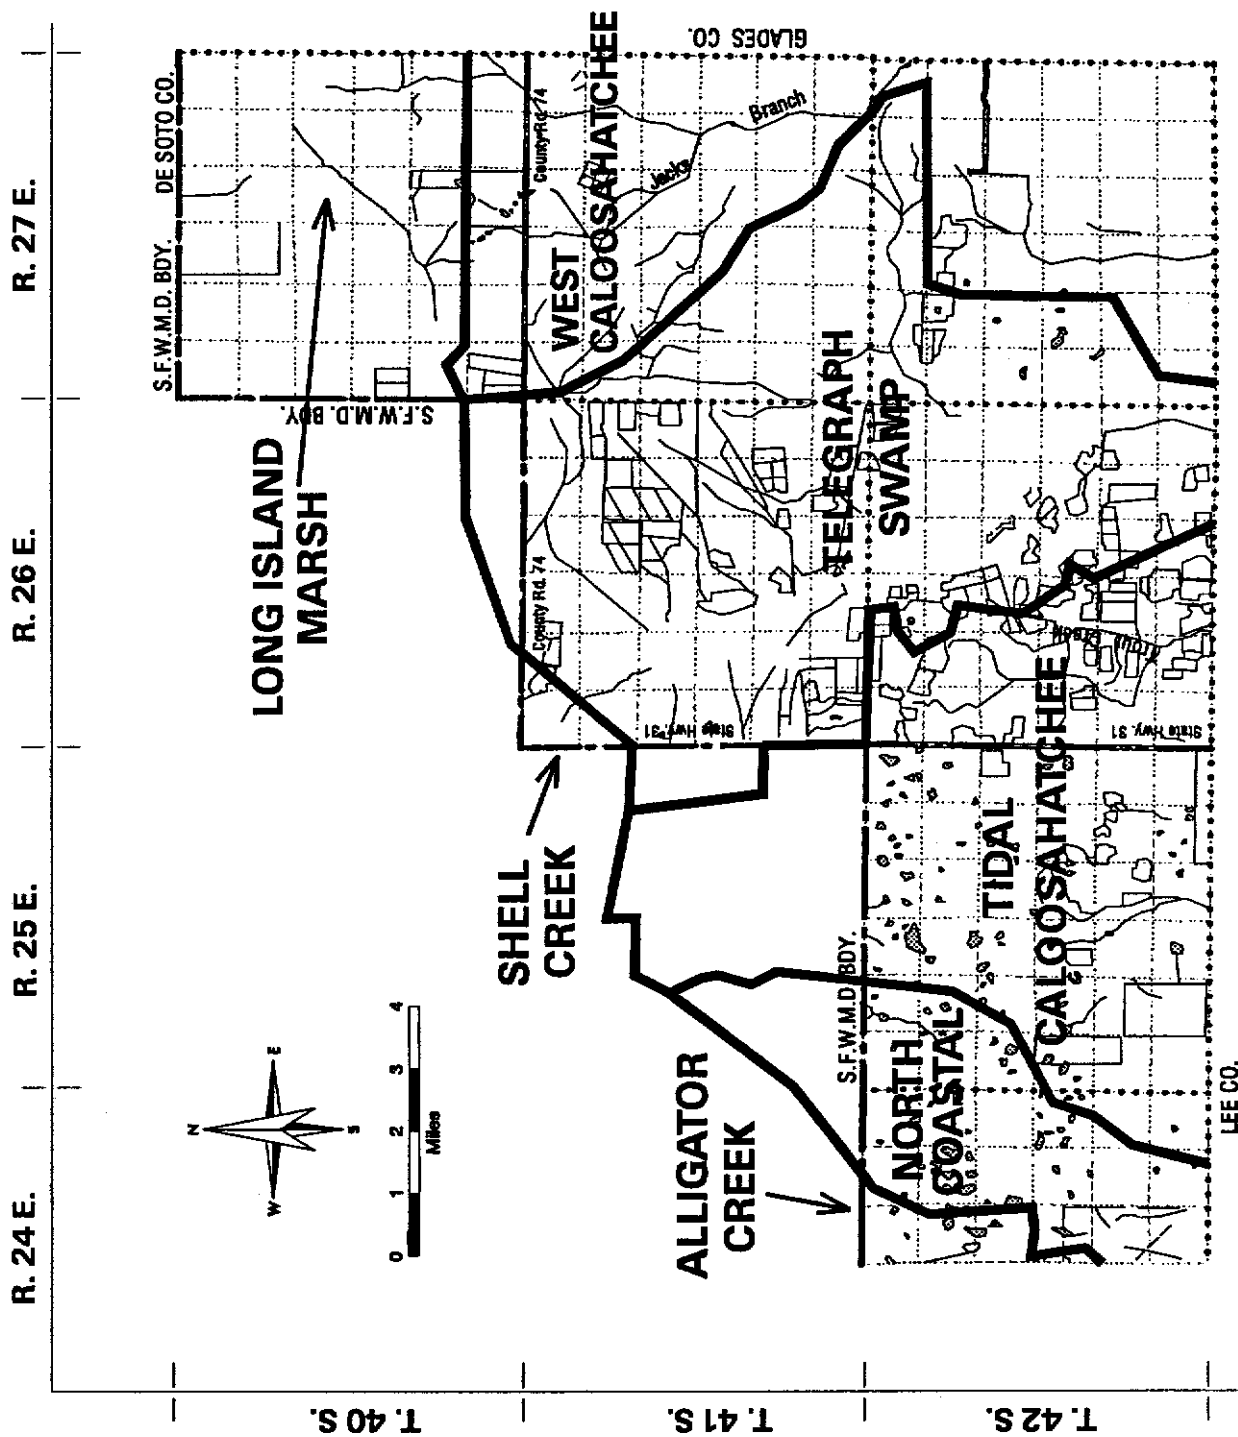 R. 24 E.
R. 25 E.
R. 26 E.
R. 27 E.
T. 40 S.
T. 41 S.
T. 42 S.
S.F.W.M.D. BDY.
DE SOTO CO.
S.F.W.M.D. BDY.
GLADES CO.
LONG ISLAND
MARSH
WEST
CALOOSAHATCHEE
County Rd. 74
County Rd. 74
Jacks
Branch
TELEGRAPH
SWAMP
SHELL
CREEK
State Hwy. 31
State Hwy. 31
Trout Creek
TIDAL
CALOOSAHATCHEE
S.F.W.M.D. BDY.
NORTH
COASTAL
ALLIGATOR
CREEK
LEE CO.
N
E
S
W
0 1 2 3 4
Miles